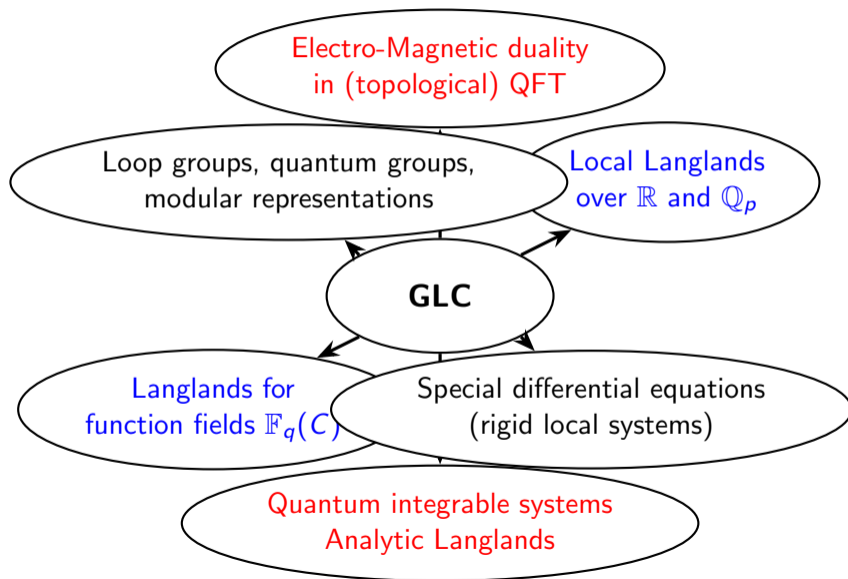 Electro-Magnetic duality
in (topological) QFT
Loop groups, quantum groups,
modular representations
Local Langlands
over ℝ and ℚₚ
GLC
Langlands for
function fields 𝔽_q(C)
Special differential equations
(rigid local systems)
Quantum integrable systems
Analytic Langlands